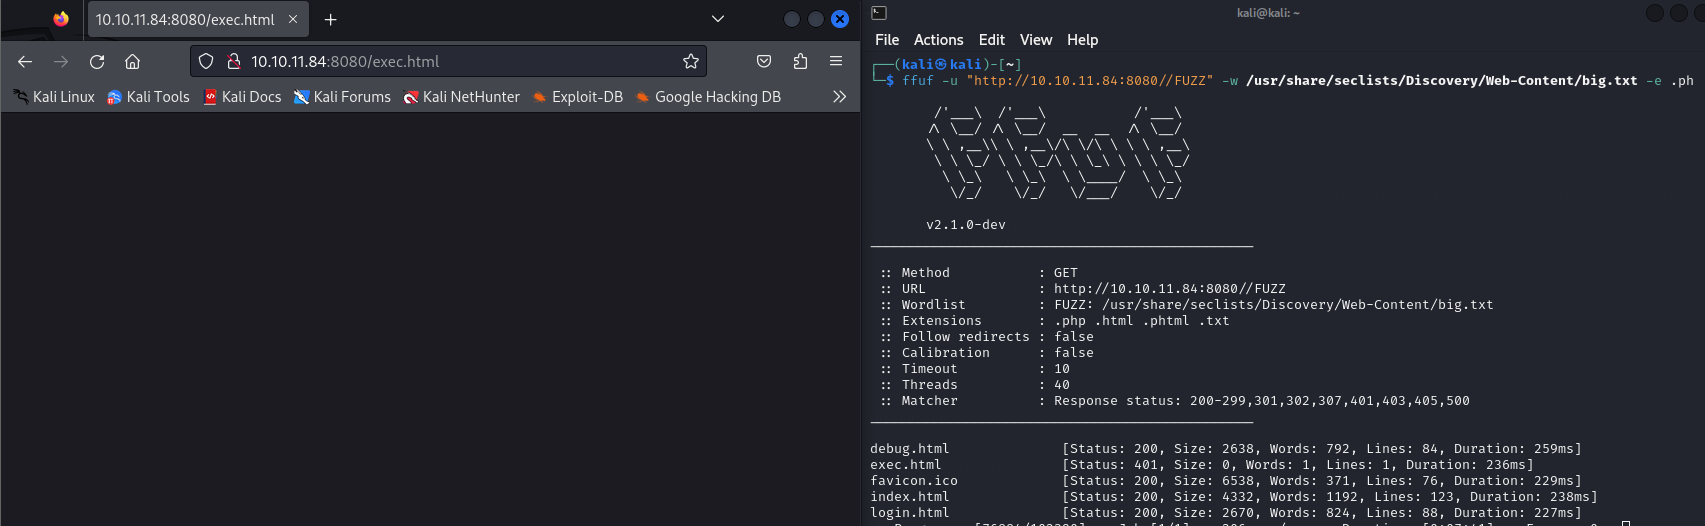 10.10.11.84:8080/exec.html
10.10.11.84:8080/exec.html
Kali Linux Kali Tools Kali Docs Kali Forums Kali NetHunter Exploit-DB Google Hacking DB
kali@kali: ~
File Actions Edit View Help
┌──(kali㉿kali)-[~]
└─$ ffuf -u "http://10.10.11.84:8080//FUZZ" -w /usr/share/seclists/Discovery/Web-Content/big.txt -e .ph
v2.1.0-dev
:: Method : GET
:: URL : http://10.10.11.84:8080//FUZZ
:: Wordlist : FUZZ: /usr/share/seclists/Discovery/Web-Content/big.txt
:: Extensions : .php .html .phtml .txt
:: Follow redirects : false
:: Calibration : false
:: Timeout : 10
:: Threads : 40
:: Matcher : Response status: 200-299,301,302,307,401,403,405,500
debug.html [Status: 200, Size: 2638, Words: 792, Lines: 84, Duration: 259ms]
exec.html [Status: 401, Size: 0, Words: 1, Lines: 1, Duration: 236ms]
favicon.ico [Status: 200, Size: 6538, Words: 371, Lines: 76, Duration: 229ms]
index.html [Status: 200, Size: 4332, Words: 1192, Lines: 123, Duration: 238ms]
login.html [Status: 200, Size: 2670, Words: 824, Lines: 88, Duration: 227ms]